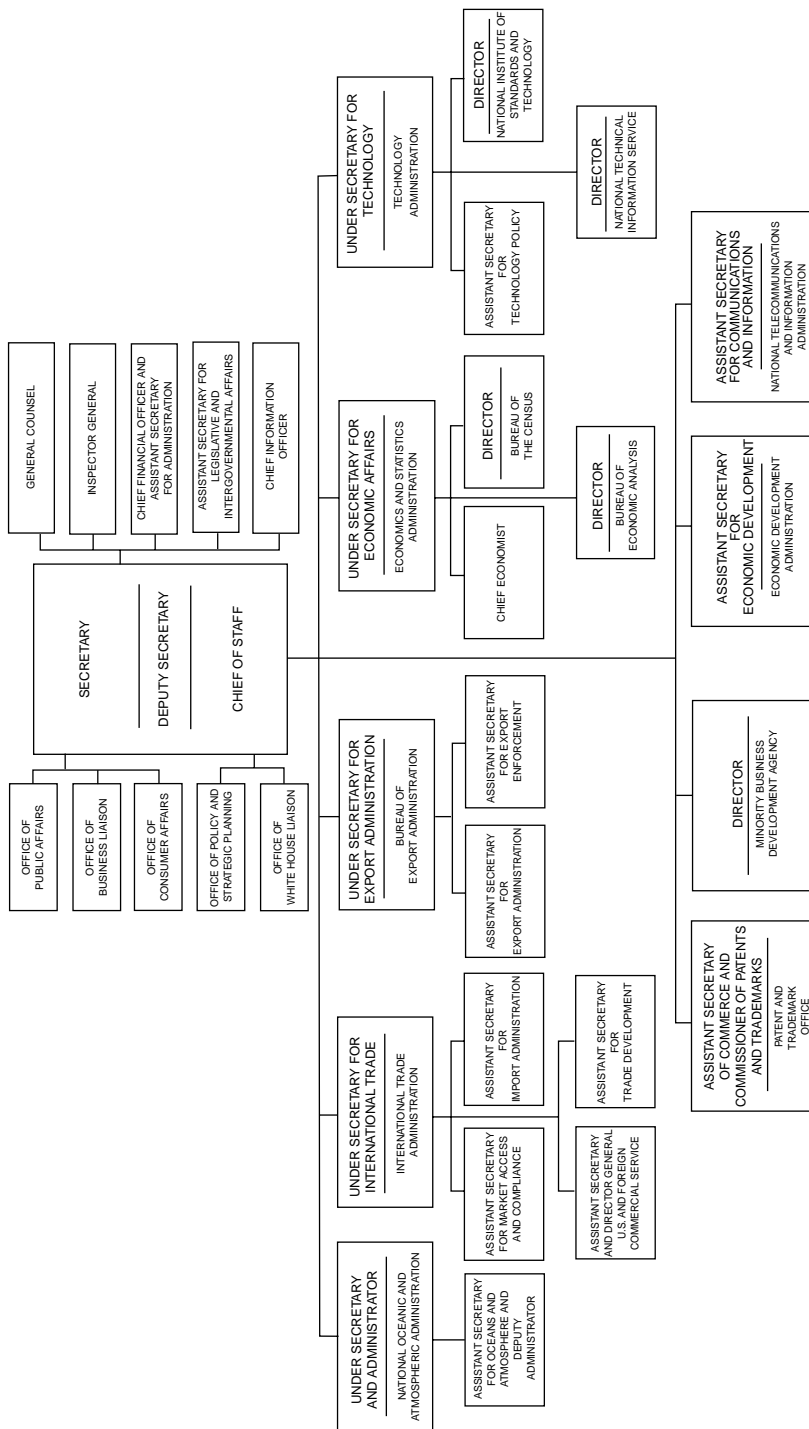 OFFICE OF
PUBLIC AFFAIRS
OFFICE OF
BUSINESS LIAISON
OFFICE OF
CONSUMER AFFAIRS
OFFICE OF POLICY AND
STRATEGIC PLANNING
OFFICE OF
WHITE HOUSE LIAISON
SECRETARY
DEPUTY SECRETARY
CHIEF OF STAFF
GENERAL COUNSEL
INSPECTOR GENERAL
CHIEF FINANCIAL OFFICER AND
ASSISTANT SECRETARY
FOR ADMINISTRATION
ASSISTANT SECRETARY FOR
LEGISLATIVE AND
INTERGOVERNMENTAL AFFAIRS
CHIEF INFORMATION
OFFICER
UNDER SECRETARY
AND ADMINISTRATOR
NATIONAL OCEANIC AND
ATMOSPHERIC ADMINISTRATION
UNDER SECRETARY FOR
INTERNATIONAL TRADE
INTERNATIONAL TRADE
ADMINISTRATION
UNDER SECRETARY FOR
EXPORT ADMINISTRATION
BUREAU OF
EXPORT ADMINISTRATION
UNDER SECRETARY FOR
ECONOMIC AFFAIRS
ECONOMICS AND STATISTICS
ADMINISTRATION
UNDER SECRETARY FOR
TECHNOLOGY
TECHNOLOGY
ADMINISTRATION
ASSISTANT SECRETARY
FOR OCEANS AND
ATMOSPHERE AND
DEPUTY
ADMINISTRATOR
ASSISTANT SECRETARY
FOR MARKET ACCESS
AND COMPLIANCE
ASSISTANT SECRETARY
FOR
IMPORT ADMINISTRATION
ASSISTANT SECRETARY
FOR
EXPORT ADMINISTRATION
ASSISTANT SECRETARY
FOR EXPORT
ENFORCEMENT
CHIEF ECONOMIST
DIRECTOR
BUREAU OF
THE CENSUS
ASSISTANT SECRETARY
FOR
TECHNOLOGY POLICY
DIRECTOR
NATIONAL INSTITUTE OF
STANDARDS AND
TECHNOLOGY
ASSISTANT SECRETARY
AND DIRECTOR GENERAL
U.S. AND FOREIGN
COMMERCIAL SERVICE
ASSISTANT SECRETARY
FOR
TRADE DEVELOPMENT
DIRECTOR
BUREAU OF
ECONOMIC ANALYSIS
DIRECTOR
NATIONAL TECHNICAL
INFORMATION SERVICE
ASSISTANT SECRETARY
OF COMMERCE AND
COMMISSIONER OF PATENTS
AND TRADEMARKS
PATENT AND
TRADEMARK
OFFICE
DIRECTOR
MINORITY BUSINESS
DEVELOPMENT AGENCY
ASSISTANT SECRETARY
FOR
ECONOMIC DEVELOPMENT
ECONOMIC DEVELOPMENT
ADMINISTRATION
ASSISTANT SECRETARY
FOR COMMUNICATIONS
AND INFORMATION
NATIONAL TELECOMMUNICATIONS
AND INFORMATION
ADMINISTRATION